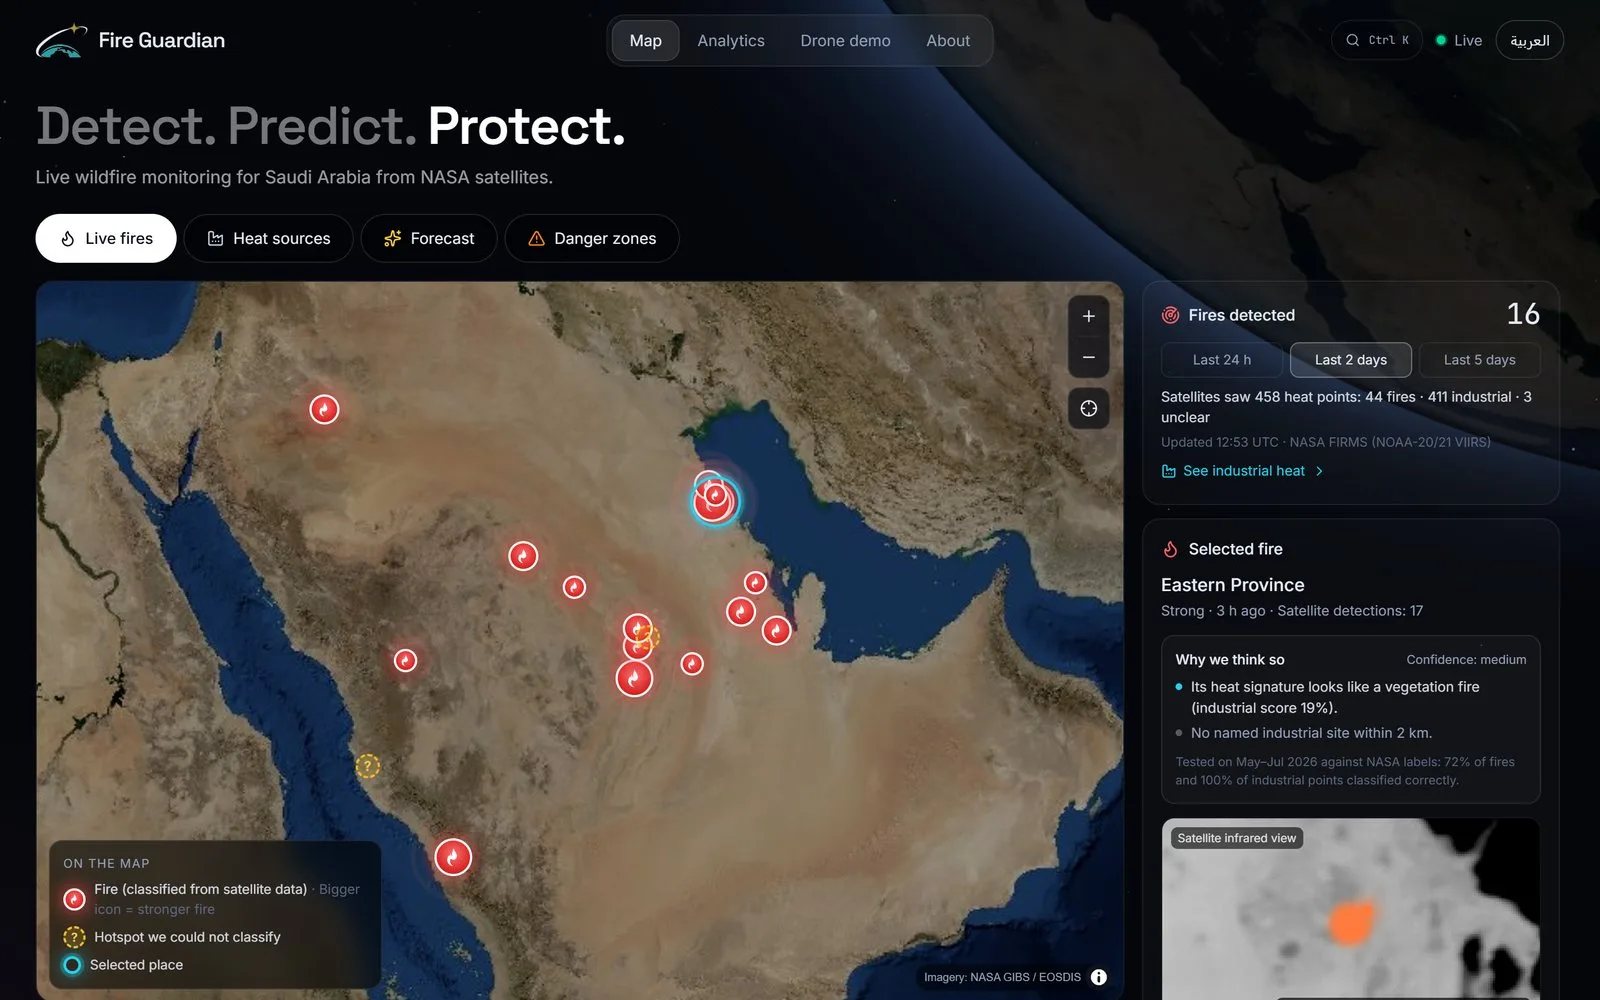 Fire Guardian
Map
Analytics
Drone demo
About
Ctrl K
Live
العربية
Detect. Predict. Protect.
Live wildfire monitoring for Saudi Arabia from NASA satellites.
Live fires
Heat sources
Forecast
Danger zones
+
−
?
?
ON THE MAP
Fire (classified from satellite data) · Bigger
icon = stronger fire
?
Hotspot we could not classify
Selected place
Imagery: NASA GIBS / EOSDIS
Fires detected
16
Last 24 h
Last 2 days
Last 5 days
Satellites saw 458 heat points: 44 fires · 411 industrial · 3
unclear
Updated 12:53 UTC · NASA FIRMS (NOAA-20/21 VIIRS)
See industrial heat
Selected fire
Eastern Province
Strong · 3 h ago · Satellite detections: 17
Why we think so
Confidence: medium
Its heat signature looks like a vegetation fire
(industrial score 19%).
No named industrial site within 2 km.
Tested on May–Jul 2026 against NASA labels: 72% of fires
and 100% of industrial points classified correctly.
Satellite infrared view